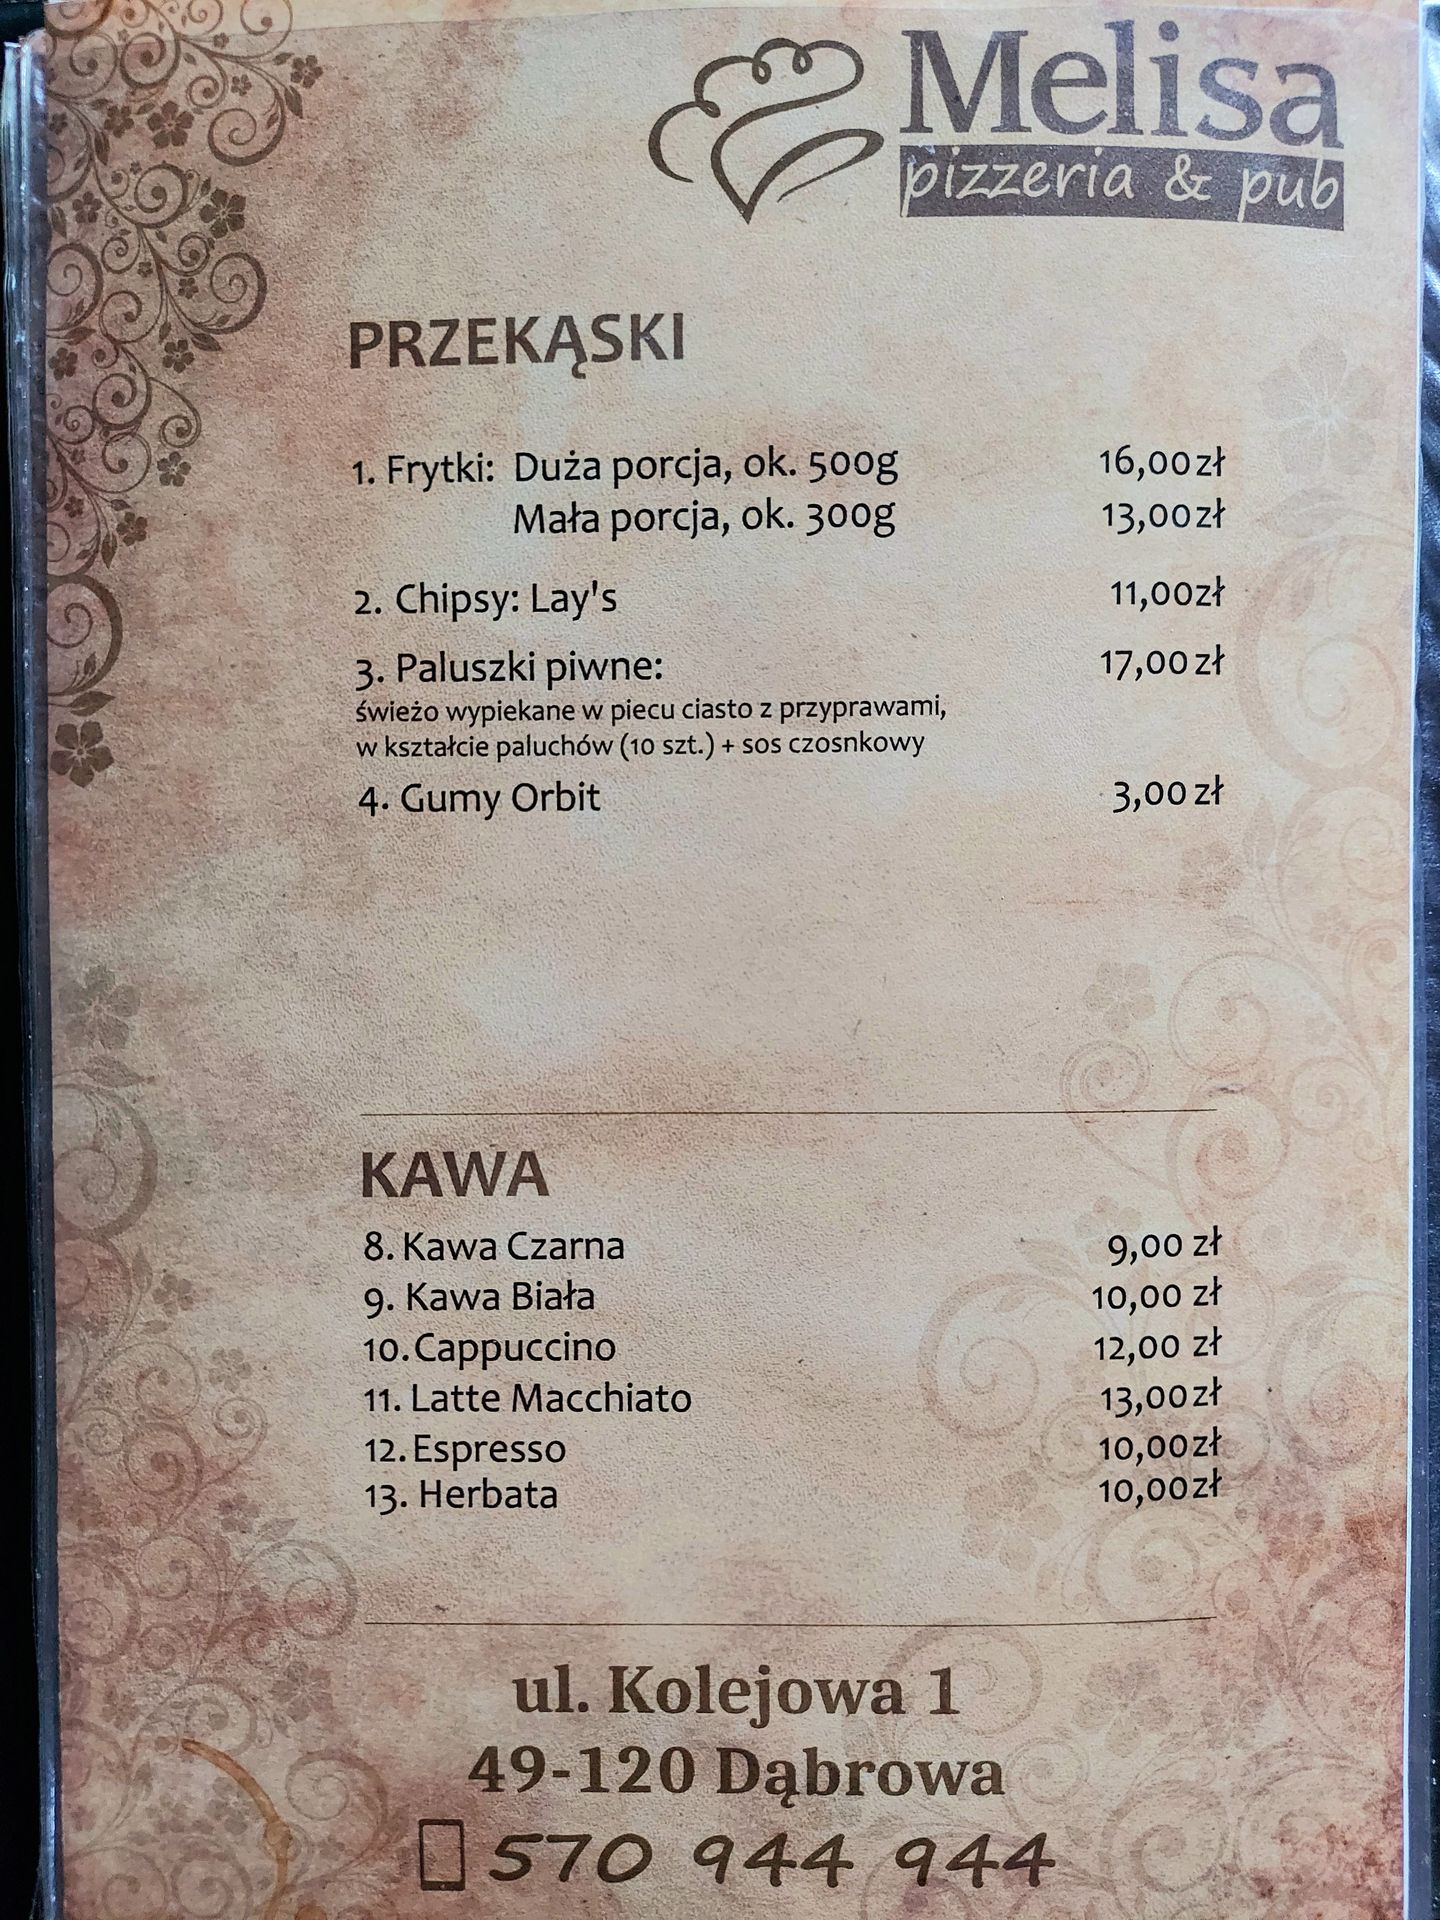 Melisa
pizzeria & pub
PRZEKĄSKI
1. Frytki: Duża porcja, ok. 500g 16,00zł
Mała porcja, ok. 300g 13,00zł
2. Chipsy: Lay's 11,00zł
3. Paluszki piwne: 17,00 zł
świeżo wypiekane w piecu ciasto z przyprawami,
w kształcie paluchów (10 szt.) + sos czosnkowy
4. Gumy Orbit 3,00 zł
KAWA
8. Kawa Czarna 9,00 zł
9. Kawa Biała 10,00 zł
10. Cappuccino 12,00 zł
11. Latte Macchiato 13,00zł
12. Espresso 10,00zł
13. Herbata 10,00zł
ul. Kolejowa 1
49-120 Dąbrowa
570 944 944